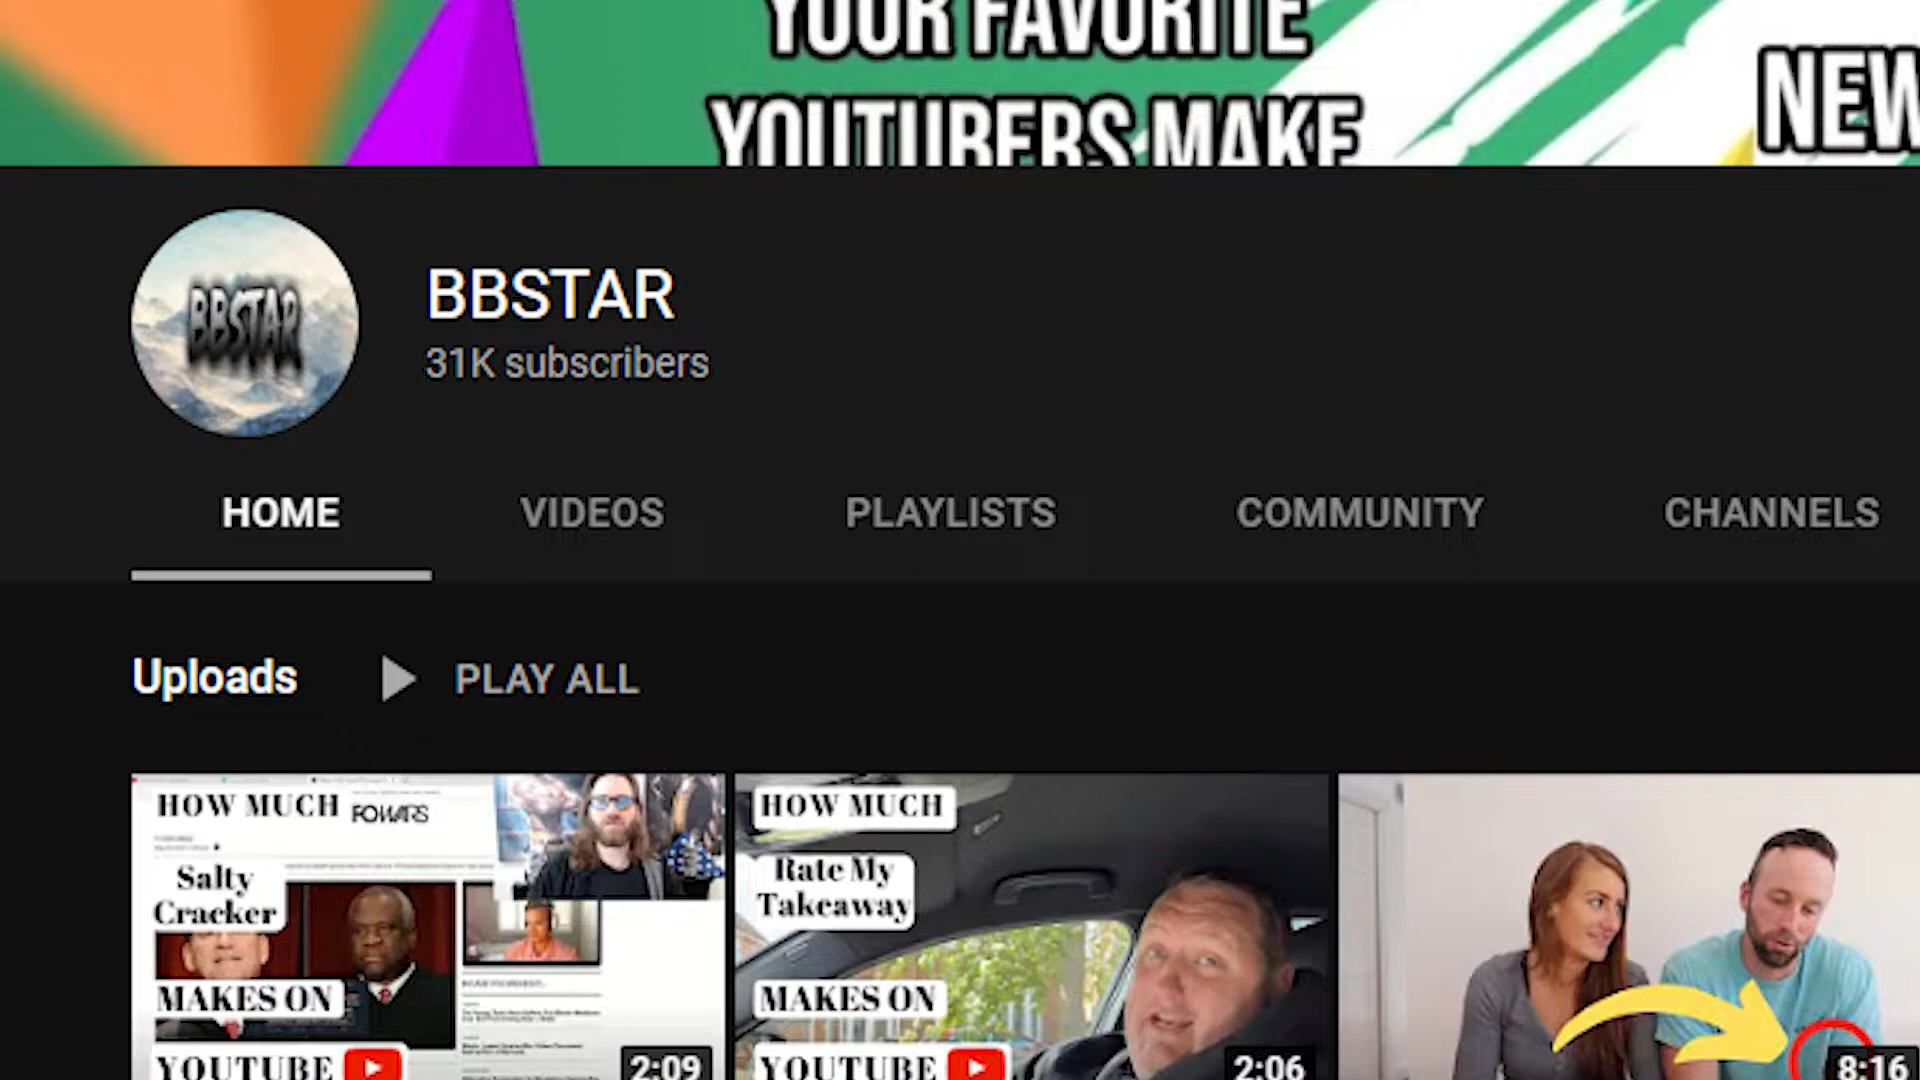 YOUR FAVORITE
YOUTUBERS MAKE
NEW
BBSTAR
BBSTAR
31K subscribers
HOME
VIDEOS
PLAYLISTS
COMMUNITY
CHANNELS
Uploads
PLAY ALL
HOW MUCH
FOWARS
Salty
Cracker
MAKES ON
YOUTUBE
2:09
HOW MUCH
Rate My
Takeaway
MAKES ON
YOUTUBE
2:06
8:16